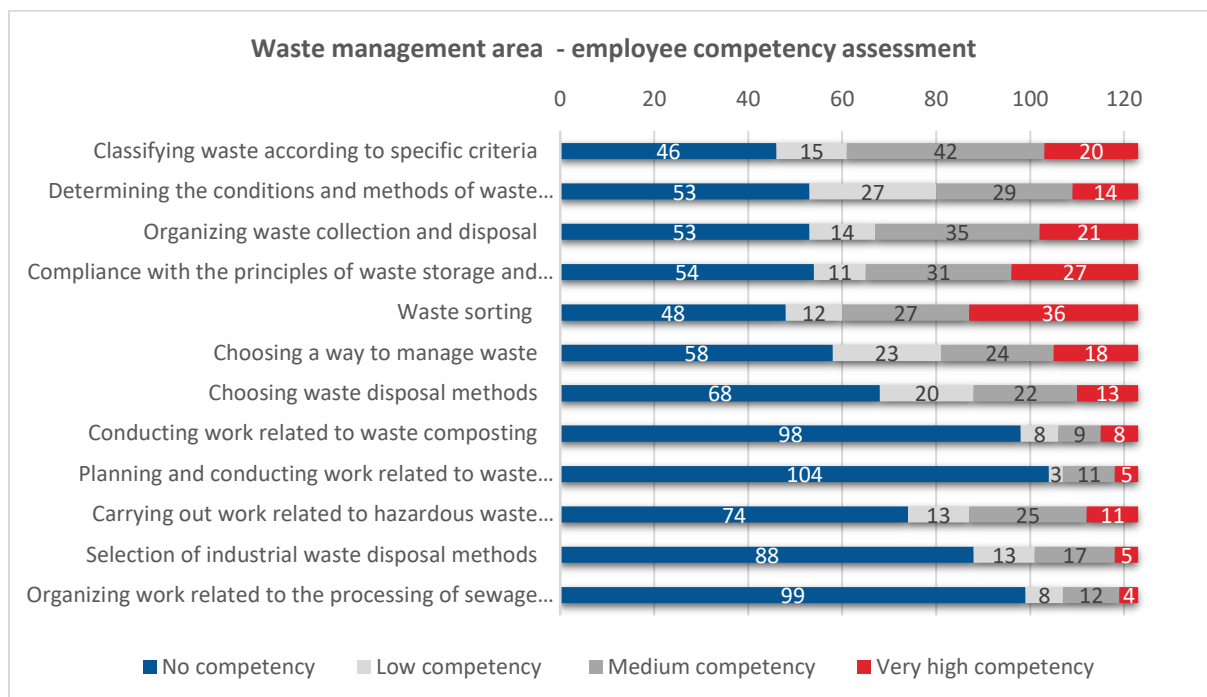 Waste management area - employee competency assessment
0 20 40 60 80 100 120
Classifying waste according to specific criteria 46 15 42 20
Determining the conditions and methods of waste... 53 27 29 14
Organizing waste collection and disposal 53 14 35 21
Compliance with the principles of waste storage and... 54 11 31 27
Waste sorting 48 12 27 36
Choosing a way to manage waste 58 23 24 18
Choosing waste disposal methods 68 20 22 13
Conducting work related to waste composting 98 8 9 8
Planning and conducting work related to waste... 104 3 11 5
Carrying out work related to hazardous waste... 74 13 25 11
Selection of industrial waste disposal methods 88 13 17 5
Organizing work related to the processing of sewage... 99 8 12 4
No competency Low competency Medium competency Very high competency